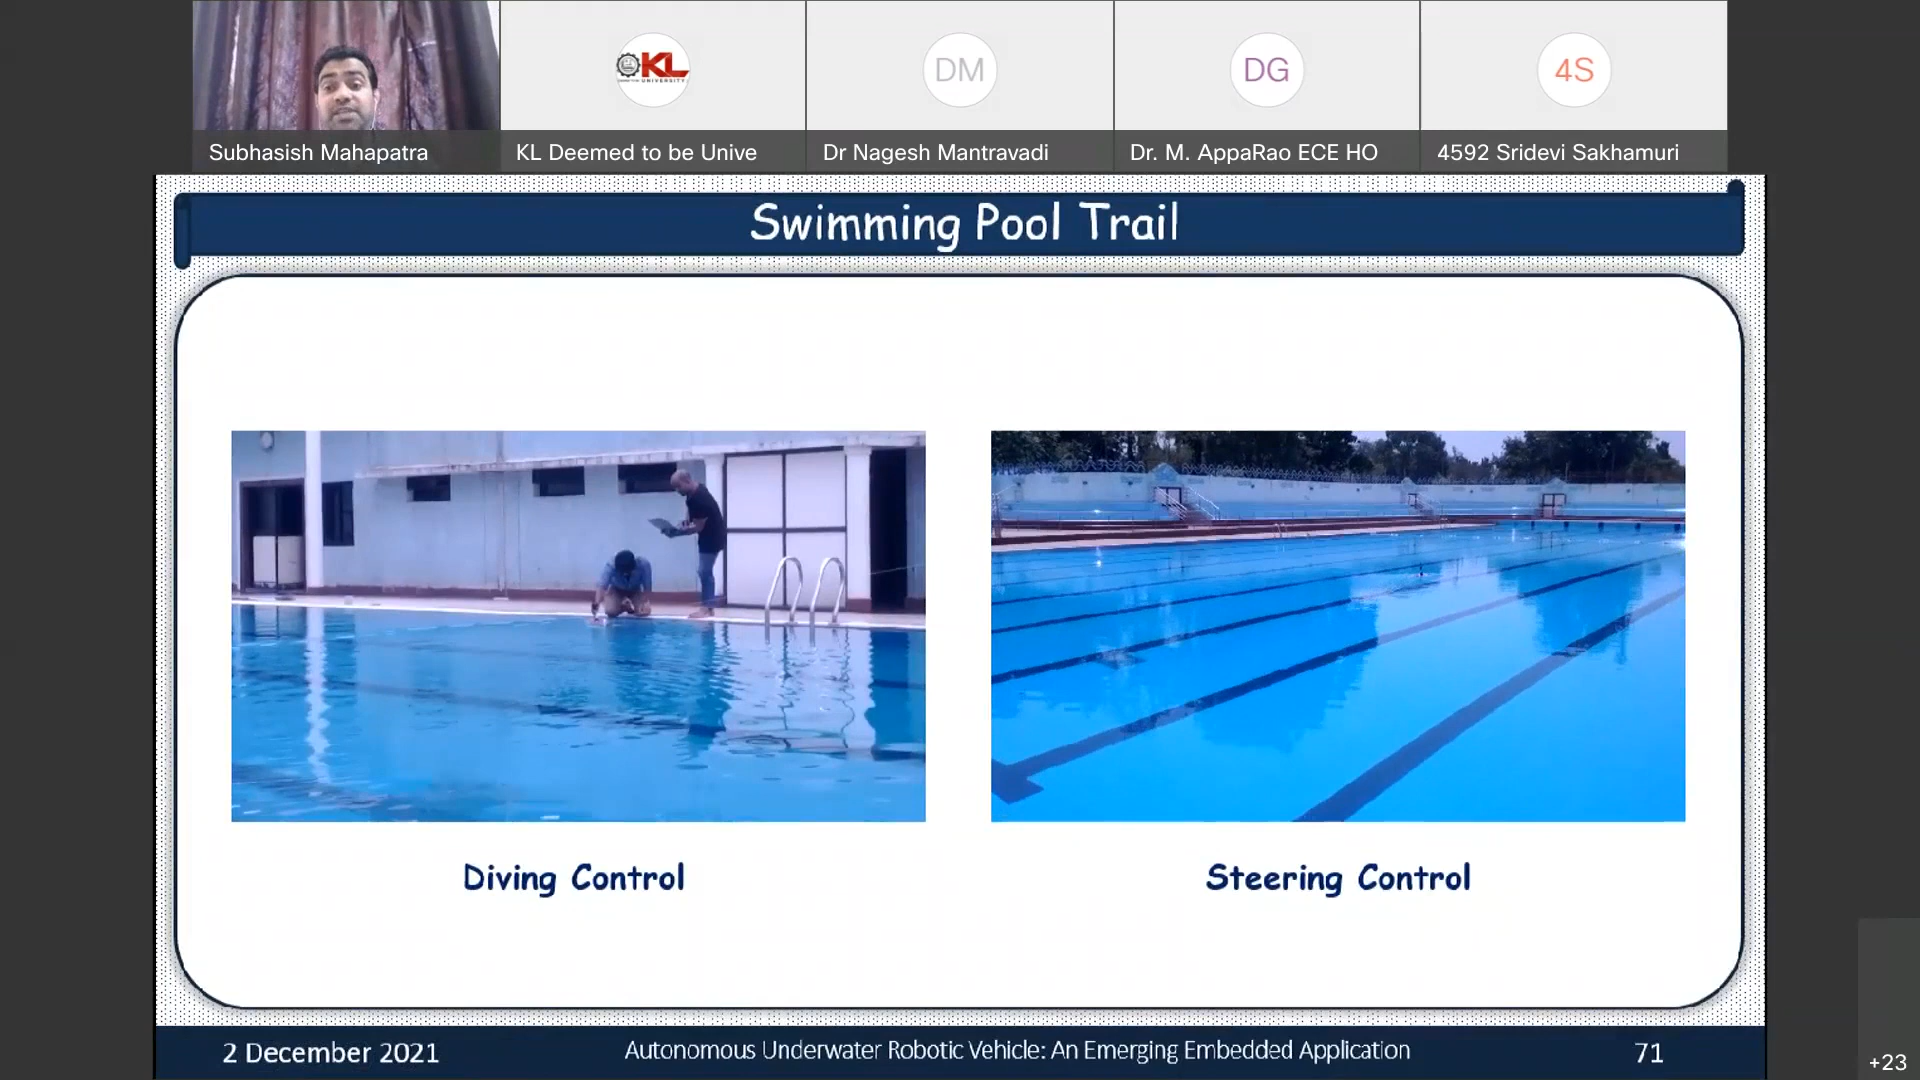 KL
UNIVERSITY
DM
DG
4S
Subhasish Mahapatra
KL Deemed to be Unive
Dr Nagesh Mantravadi
Dr. M. AppaRao ECE HO
4592 Sridevi Sakhamuri
Swimming Pool Trail
Diving Control
Steering Control
2 December 2021
Autonomous Underwater Robotic Vehicle: An Emerging Embedded Application
71
+23